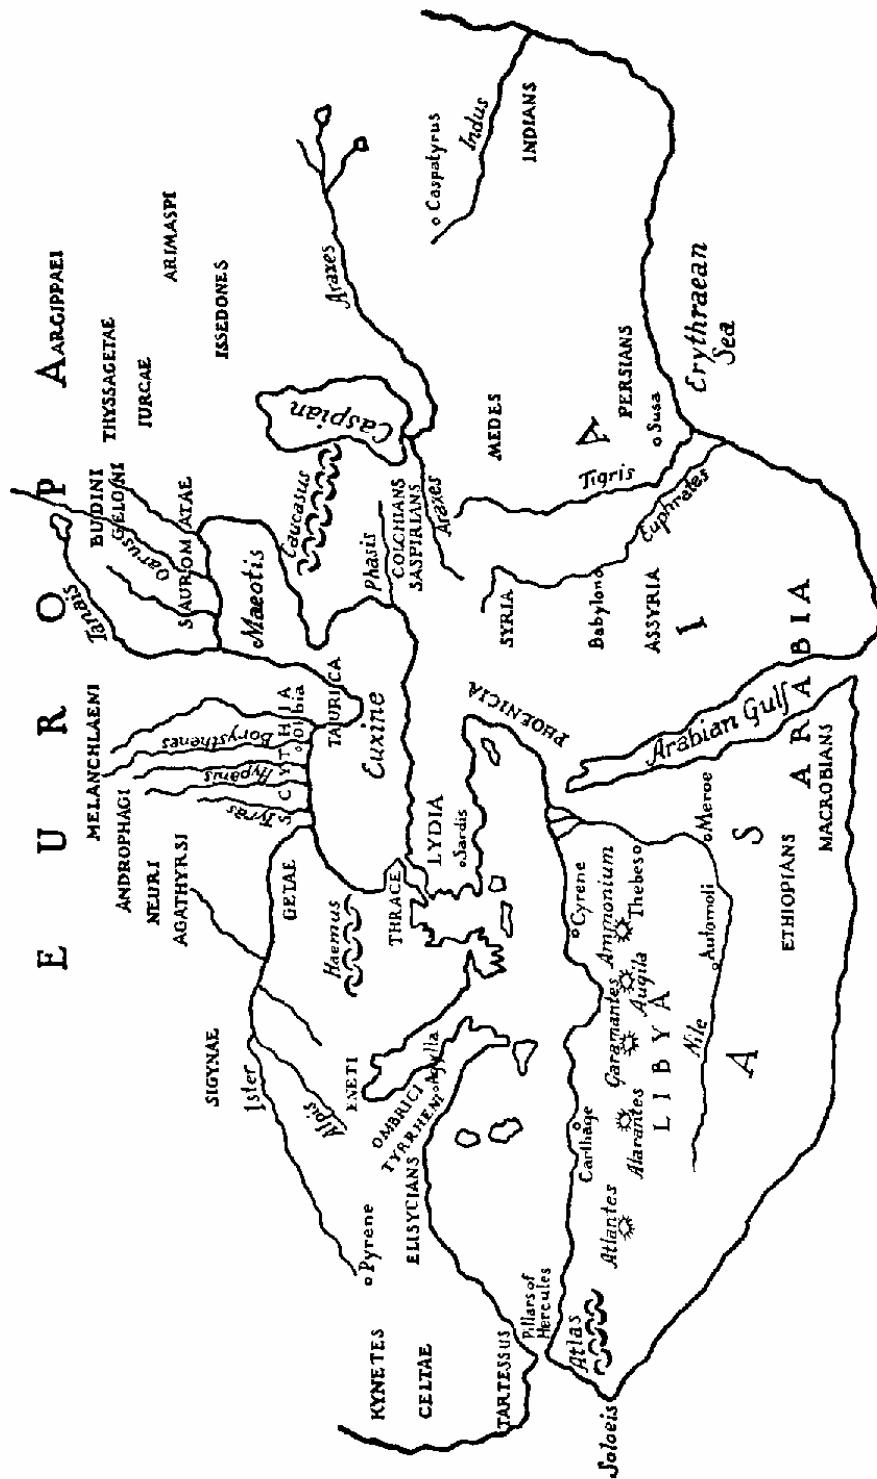 EUROPA
AARGIPPAEI
THYSSAGETAE
IURCAE
ARIMASPI
ISSEDONES
BUDINI
GELONI
Oarus
SAUROMATAE
Tanais
MELANCHLAENI
ANDROPHAGI
NEURI
AGATHYRSI
Borysthenes
Hypanis
Tyras
SCYTHIA
Olbia
TAURICA
Maeotis
Caucasus
Caspian
Araxes
SIGYNAE
Ister
GETAE
Haemus
THRACE
Euxine
Phasis
COLCHIANS
SASPIRIANS
Araxes
Alpis
ENETI
OMBRICI
TYRRHENI
Agylla
Pyrene
ELISYCIANS
KYNETES
CELTAE
TARTESSUS
Pillars of
Hercules
LYDIA
Sardis
PHOENICIA
SYRIA
MEDES
Caspatyrus
Indus
INDIANS
Babylon
ASSYRIA
Tigris
Euphrates
Susa
PERSIANS
Erythraean
Sea
ASIA
ARABIA
Arabian Gulf
Soloeis
Atlas
Atlantes
Carthage
Atarantes
Garamantes
Augila
Ammonium
Cyrene
Thebes
LIBYA
Nile
Automoli
Meroe
ETHIOPIANS
MACROBIANS